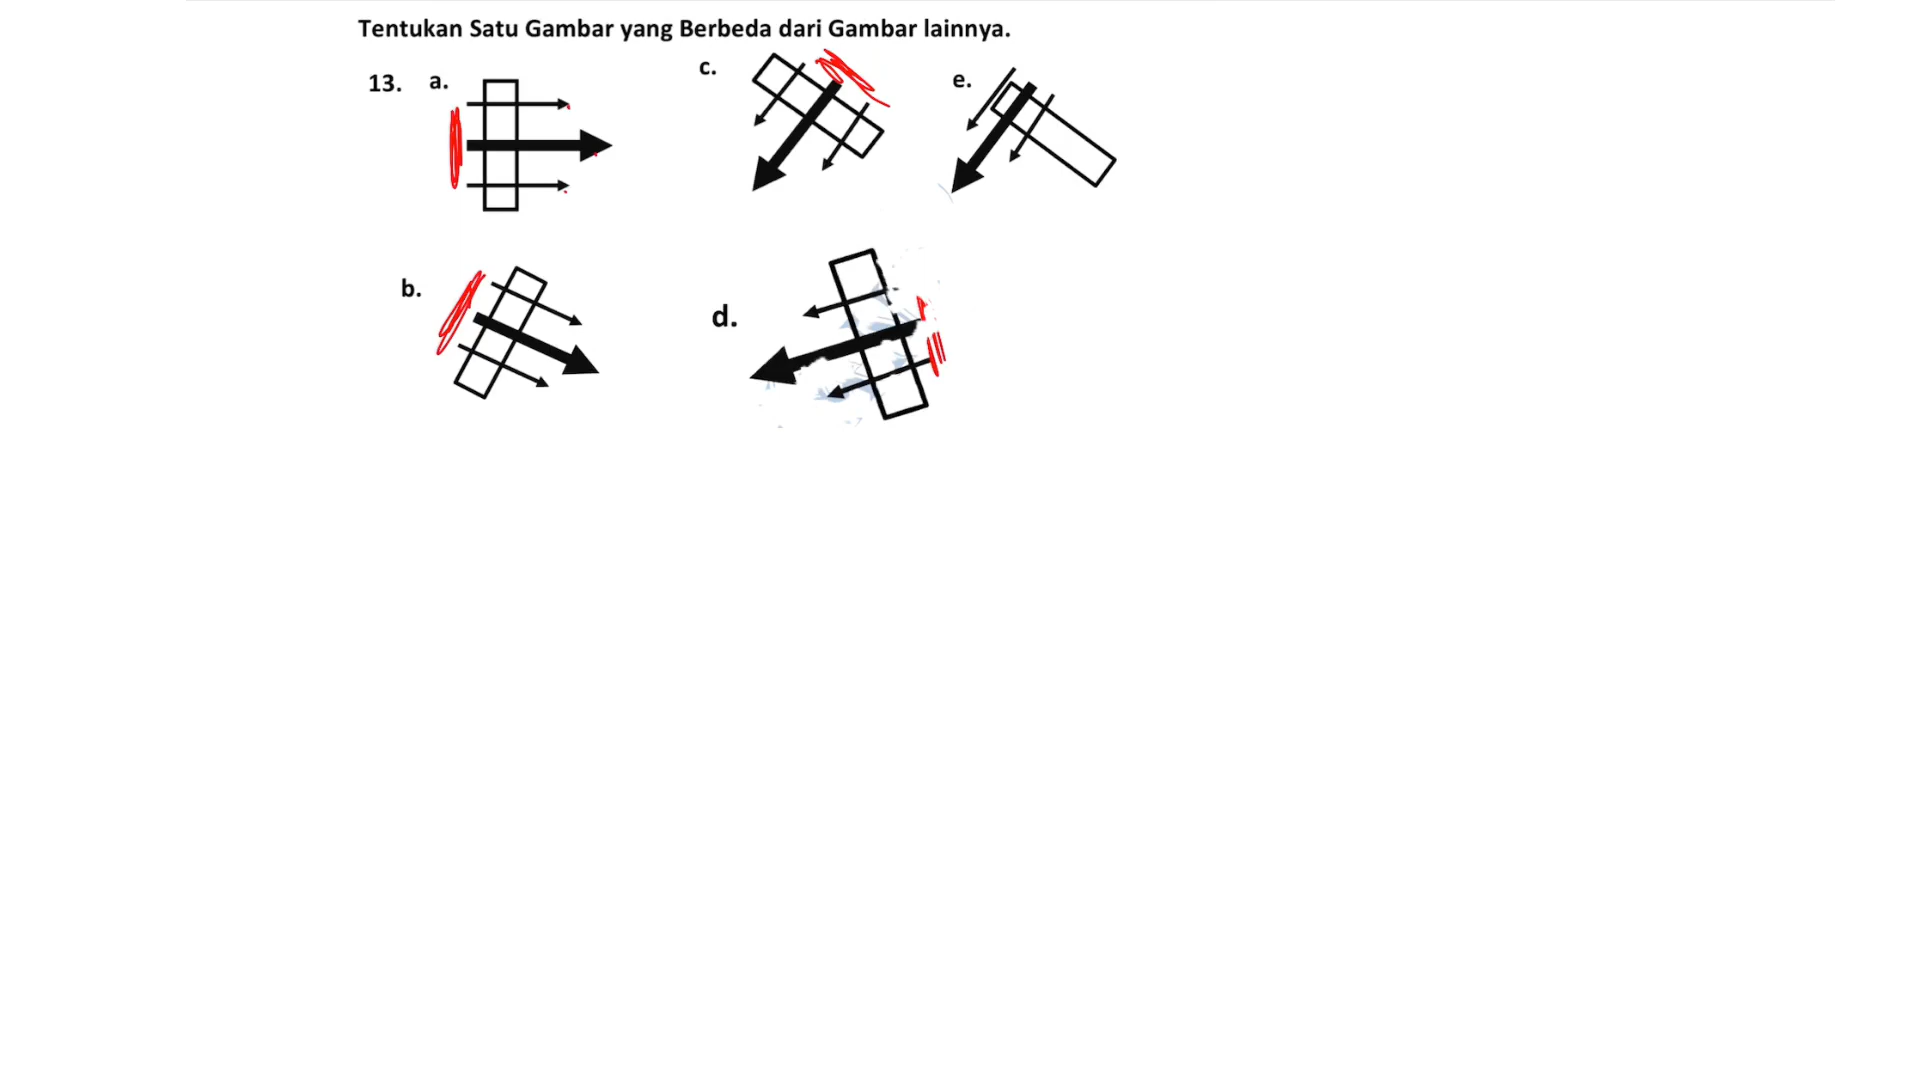 Tentukan Satu Gambar yang Berbeda dari Gambar lainnya.
13. a. c. e.
b. d.